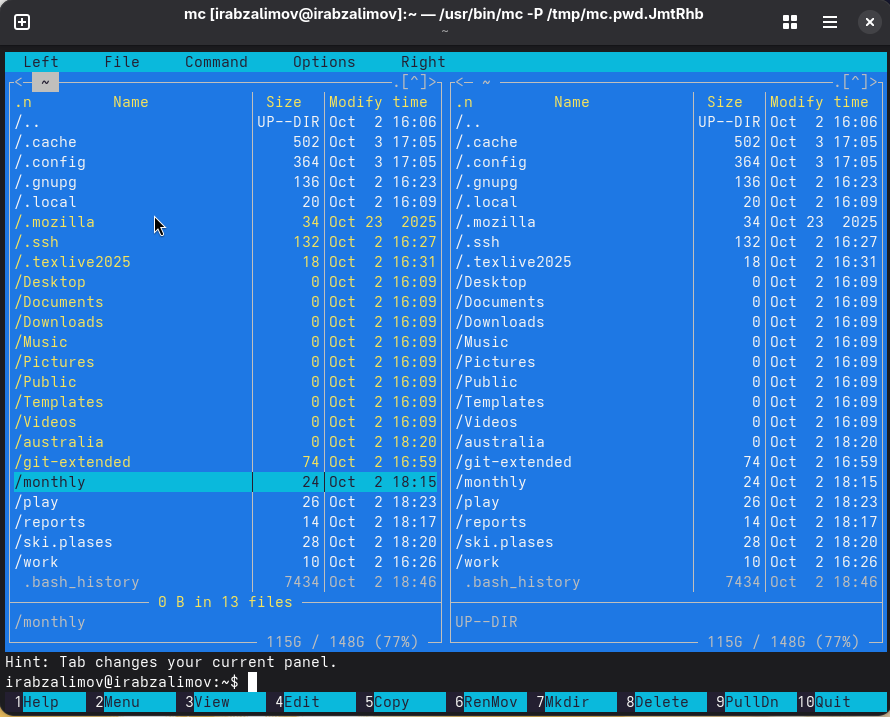 mc [irabzalimov@irabzalimov]:~ — /usr/bin/mc -P /tmp/mc.pwd.JmtRhb
~
Left File Command Options Right
<— ~ .[^]> <— ~ .[^]>
.n Name Size Modify time .n Name Size Modify time
/.. UP--DIR Oct 2 16:06 /.. UP--DIR Oct 2 16:06
/.cache 502 Oct 3 17:05 /.cache 502 Oct 3 17:05
/.config 364 Oct 3 17:05 /.config 364 Oct 3 17:05
/.gnupg 136 Oct 2 16:23 /.gnupg 136 Oct 2 16:23
/.local 20 Oct 2 16:09 /.local 20 Oct 2 16:09
/.mozilla 34 Oct 23 2025 /.mozilla 34 Oct 23 2025
/.ssh 132 Oct 2 16:27 /.ssh 132 Oct 2 16:27
/.texlive2025 18 Oct 2 16:31 /.texlive2025 18 Oct 2 16:31
/Desktop 0 Oct 2 16:09 /Desktop 0 Oct 2 16:09
/Documents 0 Oct 2 16:09 /Documents 0 Oct 2 16:09
/Downloads 0 Oct 2 16:09 /Downloads 0 Oct 2 16:09
/Music 0 Oct 2 16:09 /Music 0 Oct 2 16:09
/Pictures 0 Oct 2 16:09 /Pictures 0 Oct 2 16:09
/Public 0 Oct 2 16:09 /Public 0 Oct 2 16:09
/Templates 0 Oct 2 16:09 /Templates 0 Oct 2 16:09
/Videos 0 Oct 2 16:09 /Videos 0 Oct 2 16:09
/australia 0 Oct 2 18:20 /australia 0 Oct 2 18:20
/git-extended 74 Oct 2 16:59 /git-extended 74 Oct 2 16:59
/monthly 24 Oct 2 18:15 /monthly 24 Oct 2 18:15
/play 26 Oct 2 18:23 /play 26 Oct 2 18:23
/reports 14 Oct 2 18:17 /reports 14 Oct 2 18:17
/ski.plases 28 Oct 2 18:20 /ski.plases 28 Oct 2 18:20
/work 10 Oct 2 16:26 /work 10 Oct 2 16:26
.bash_history 7434 Oct 2 18:46 .bash_history 7434 Oct 2 18:46
0 B in 13 files
/monthly UP--DIR
115G / 148G (77%) 115G / 148G (77%)
Hint: Tab changes your current panel.
irabzalimov@irabzalimov:~$
1Help 2Menu 3View 4Edit 5Copy 6RenMov 7Mkdir 8Delete 9PullDn 10Quit